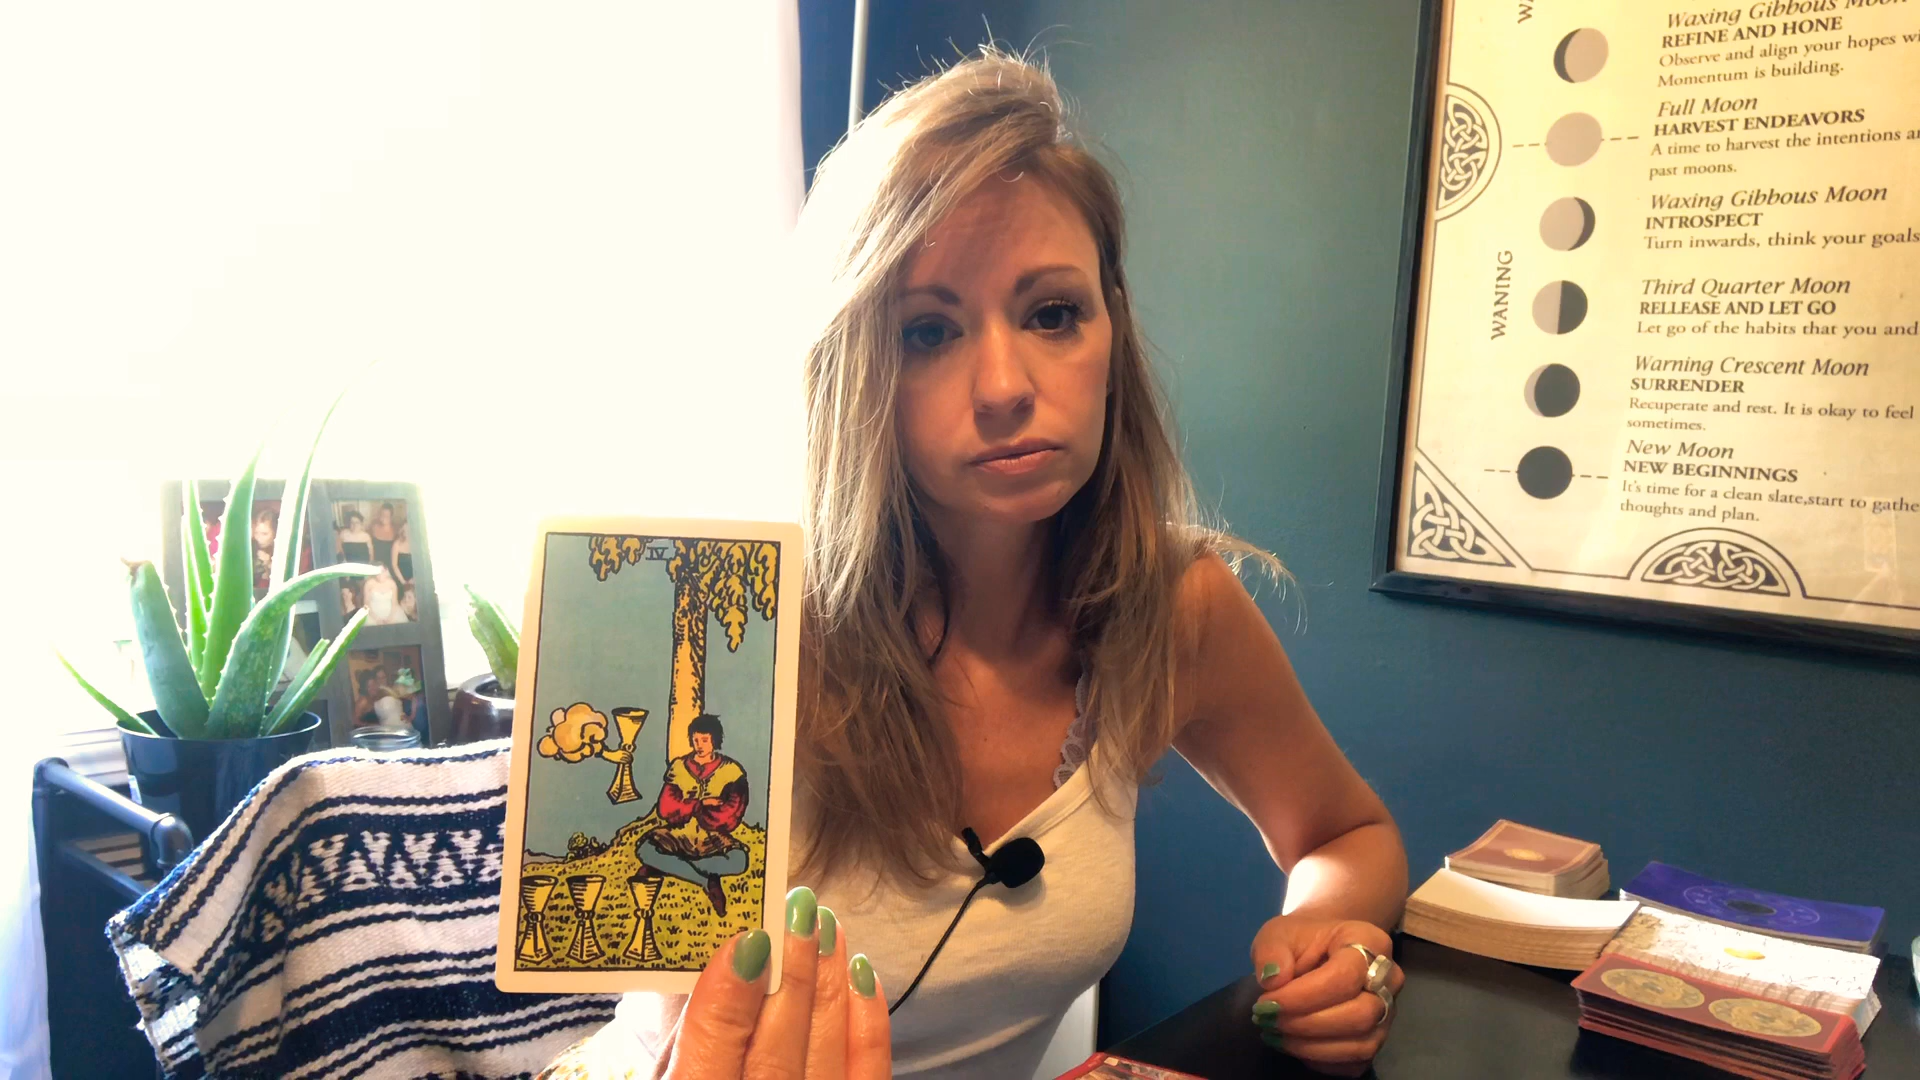 Waxing Gibbous Moon
REFINE AND HONE
Observe and align your hopes wi
Momentum is building.
Full Moon
HARVEST ENDEAVORS
A time to harvest the intentions a
past moons.
Waxing Gibbous Moon
INTROSPECT
Turn inwards, think your goals
WANING
Third Quarter Moon
RELLEASE AND LET GO
Let go of the habits that you and
Warning Crescent Moon
SURRENDER
Recuperate and rest. It is okay to feel
sometimes.
New Moon
NEW BEGINNINGS
It's time for a clean slate,start to gathe
thoughts and plan.
IV